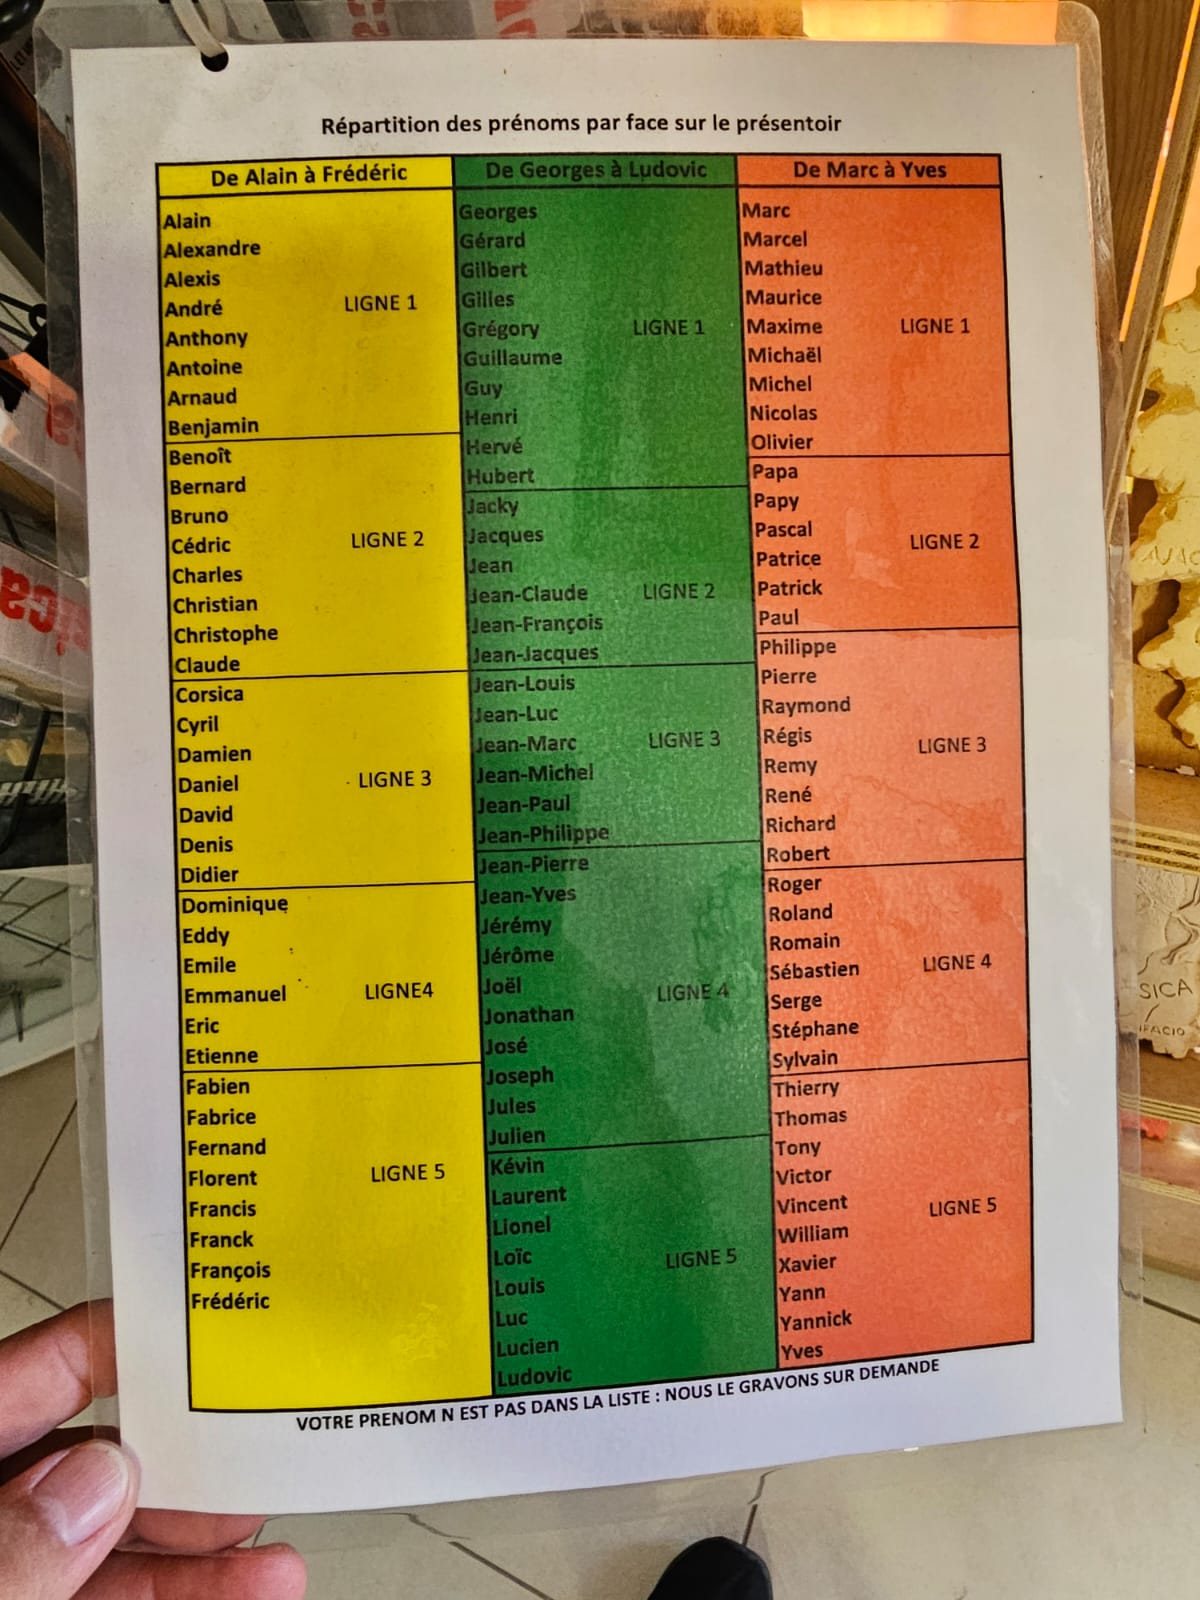 Répartition des prénoms par face sur le présentoir
De Alain à Frédéric
Alain
Alexandre
Alexis
André
LIGNE 1
Anthony
Antoine
Arnaud
Benjamin
Benoît
Bernard
Bruno
Cédric
LIGNE 2
Charles
Christian
Christophe
Claude
Corsica
Cyril
Damien
Daniel
LIGNE 3
David
Denis
Didier
Dominique
Eddy
Emile
Emmanuel
LIGNE4
Eric
Etienne
Fabien
Fabrice
Fernand
Florent
LIGNE 5
Francis
Franck
François
Frédéric
De Georges à Ludovic
Georges
Gérard
Gilbert
Gilles
Grégory
LIGNE 1
Guillaume
Guy
Henri
Hervé
Hubert
Jacky
Jacques
Jean
Jean-Claude
LIGNE 2
Jean-François
Jean-Jacques
Jean-Louis
Jean-Luc
Jean-Marc
LIGNE 3
Jean-Michel
Jean-Paul
Jean-Philippe
Jean-Pierre
Jean-Yves
Jérémy
Jérôme
Joël
LIGNE 4
Jonathan
José
Joseph
Jules
Julien
Kévin
Laurent
Lionel
Loïc
LIGNE 5
Louis
Luc
Lucien
Ludovic
De Marc à Yves
Marc
Marcel
Mathieu
Maurice
Maxime
LIGNE 1
Michaël
Michel
Nicolas
Olivier
Papa
Papy
Pascal
LIGNE 2
Patrice
Patrick
Paul
Philippe
Pierre
Raymond
Régis
LIGNE 3
Remy
René
Richard
Robert
Roger
Roland
Romain
Sébastien
LIGNE 4
Serge
Stéphane
Sylvain
Thierry
Thomas
Tony
Victor
Vincent
LIGNE 5
William
Xavier
Yann
Yannick
Yves
VOTRE PRENOM N EST PAS DANS LA LISTE : NOUS LE GRAVONS SUR DEMANDE